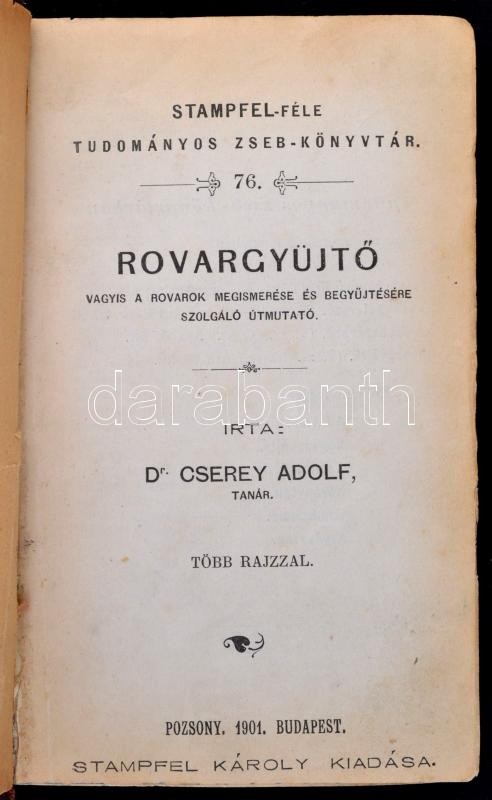 STAMPFEL-FÉLE
TUDOMÁNYOS ZSEB-KÖNYVTÁR.
76.
ROVARGYÜJTŐ
VAGYIS A ROVAROK MEGISMERÉSE ÉS BEGYÜJTÉSÉRE
SZOLGÁLÓ ÚTMUTATÓ.
darabanth
IRTA:
Dr. CSEREY ADOLF,
TANÁR.
TÖBB RAJZZAL.
POZSONY. 1901. BUDAPEST.
STAMPFEL KÁROLY KIADÁSA.